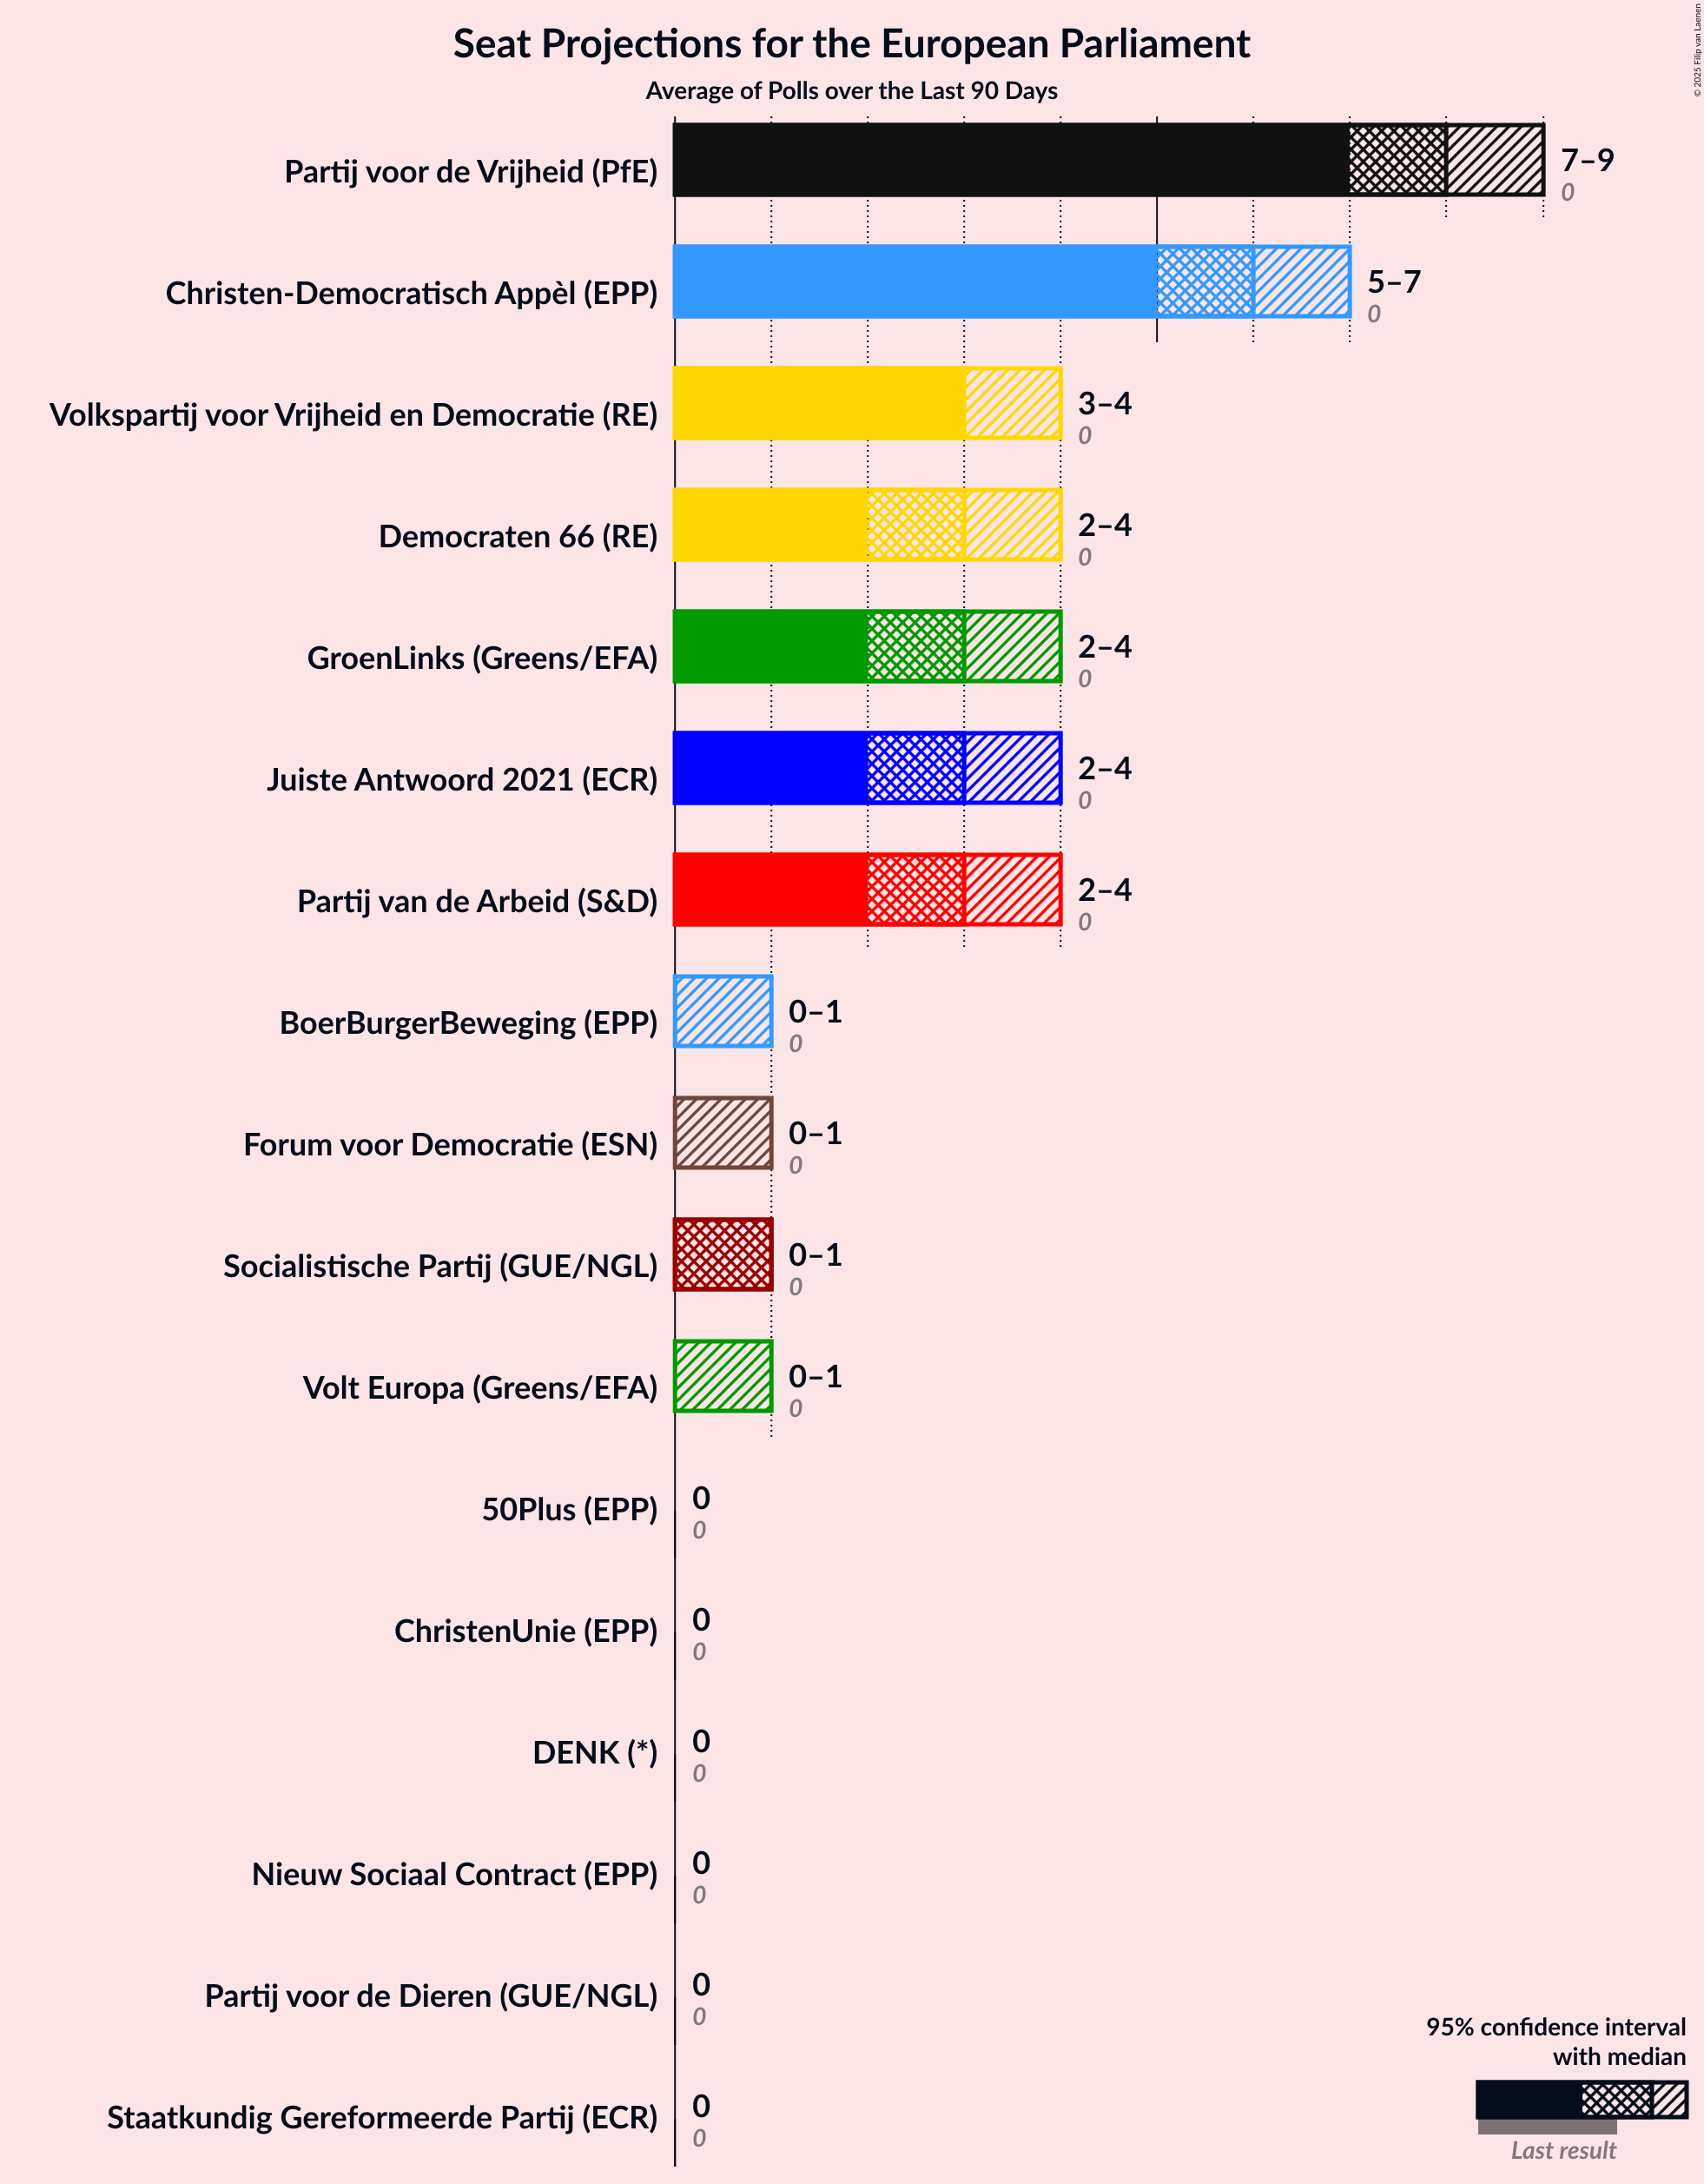 Seat Projections for the European Parliament
Average of Polls over the Last 90 Days
© 2025 Filip van Laenen
Partij voor de Vrijheid (PfE)
7–9
0
Christen-Democratisch Appèl (EPP)
5–7
0
Volkspartij voor Vrijheid en Democratie (RE)
3–4
0
Democraten 66 (RE)
2–4
0
GroenLinks (Greens/EFA)
2–4
0
Juiste Antwoord 2021 (ECR)
2–4
0
Partij van de Arbeid (S&D)
2–4
0
BoerBurgerBeweging (EPP)
0–1
0
Forum voor Democratie (ESN)
0–1
0
Socialistische Partij (GUE/NGL)
0–1
0
Volt Europa (Greens/EFA)
0–1
0
50Plus (EPP)
0
0
ChristenUnie (EPP)
0
0
DENK (*)
0
0
Nieuw Sociaal Contract (EPP)
0
0
Partij voor de Dieren (GUE/NGL)
0
0
Staatkundig Gereformeerde Partij (ECR)
0
0
95% confidence interval
with median
Last result